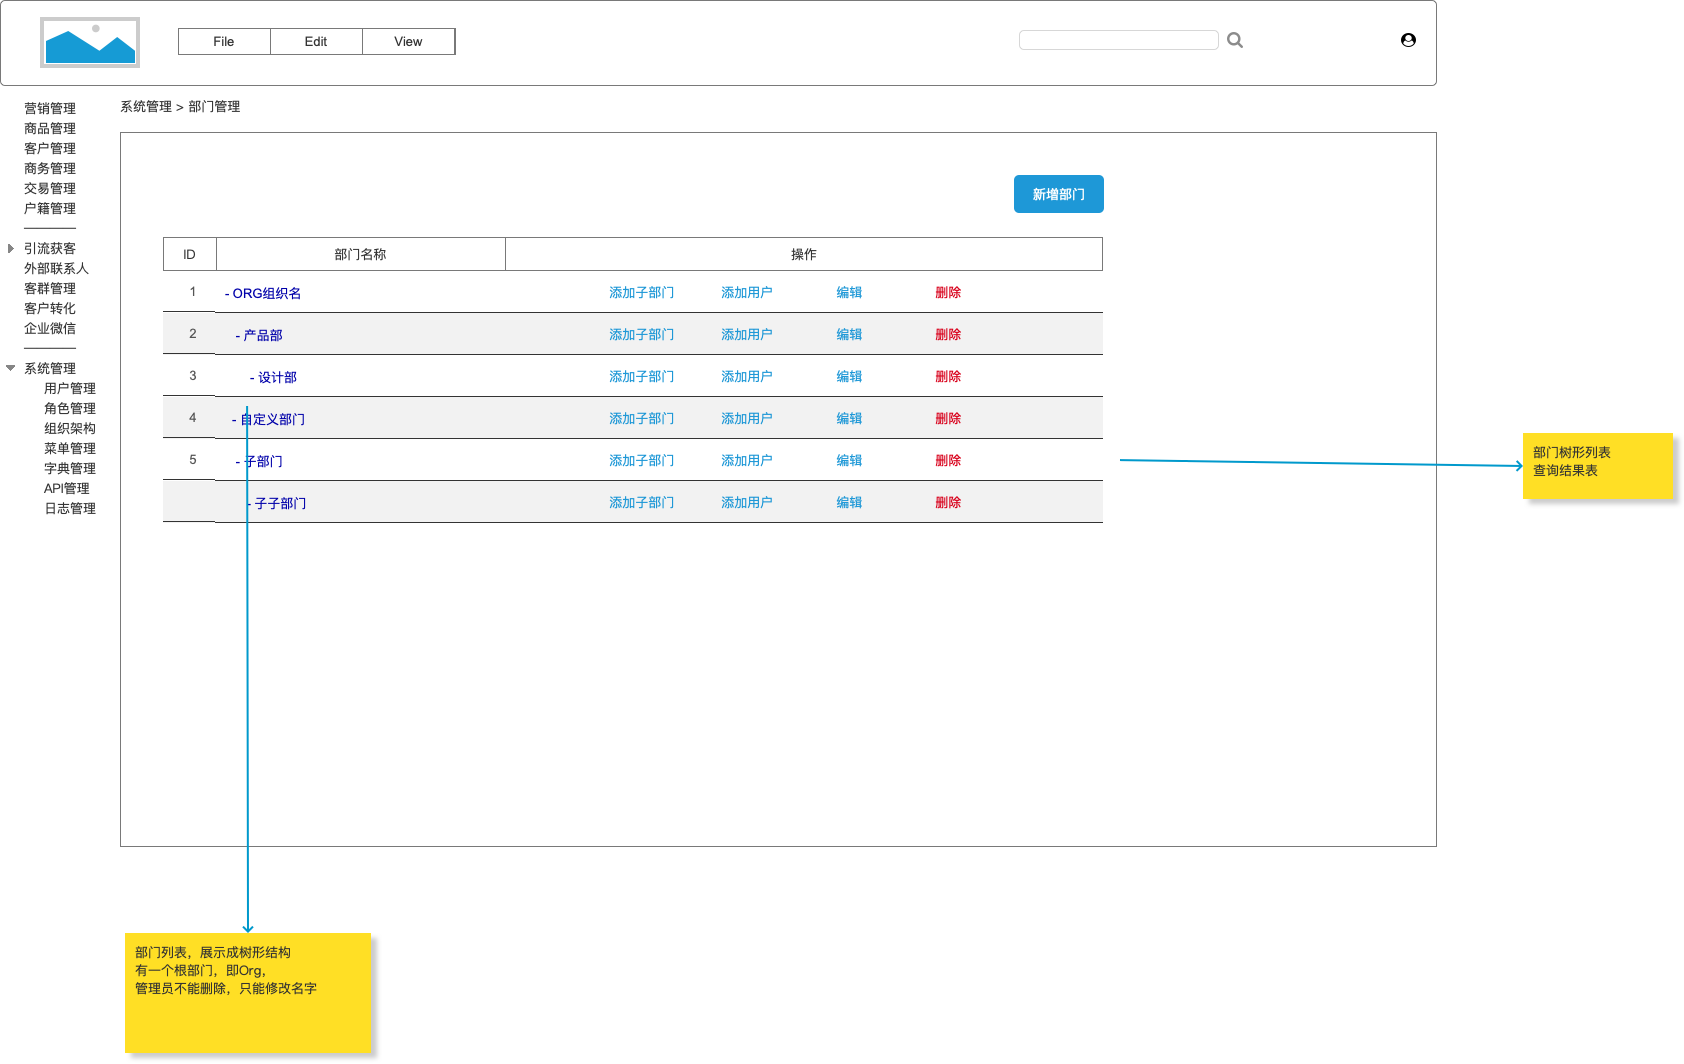 File Edit View
系统管理 > 部门管理
营销管理
商品管理
客户管理
商务管理
交易管理
户籍管理
引流获客
外部联系人
客群管理
客户转化
企业微信
系统管理
用户管理
角色管理
组织架构
菜单管理
字典管理
API管理
日志管理
新增部门
ID 部门名称 操作
1 - ORG组织名 添加子部门 添加用户 编辑 删除
2 - 产品部 添加子部门 添加用户 编辑 删除
3 - 设计部 添加子部门 添加用户 编辑 删除
4 - 自定义部门 添加子部门 添加用户 编辑 删除
5 - 子部门 添加子部门 添加用户 编辑 删除
- 子子部门 添加子部门 添加用户 编辑 删除
部门树形列表
查询结果表
部门列表，展示成树形结构
有一个根部门，即Org，
管理员不能删除，只能修改名字